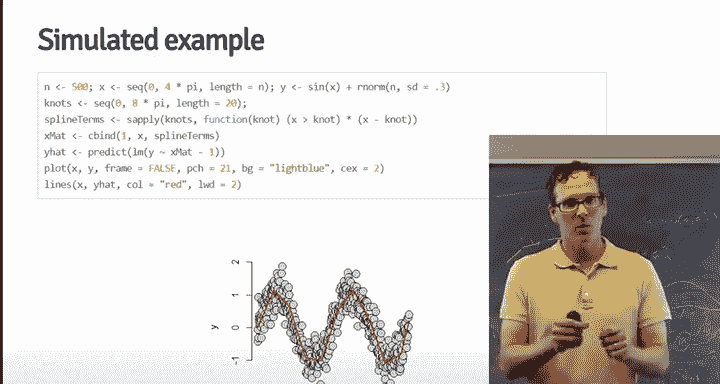 Simulated example
n <- 500; x <- seq(0, 4 * pi, length = n); y <- sin(x) + rnorm(n, sd = .3)
knots <- seq(0, 8 * pi, length = 20);
splineTerms <- sapply(knots, function(knot) (x > knot) * (x - knot))
xMat <- cbind(1, x, splineTerms)
yhat <- predict(lm(y ~ xMat - 1))
plot(x, y, frame = FALSE, pch = 21, bg = "lightblue", cex = 2)
lines(x, yhat, col = "red", lwd = 2)
2
1
y
0
-1